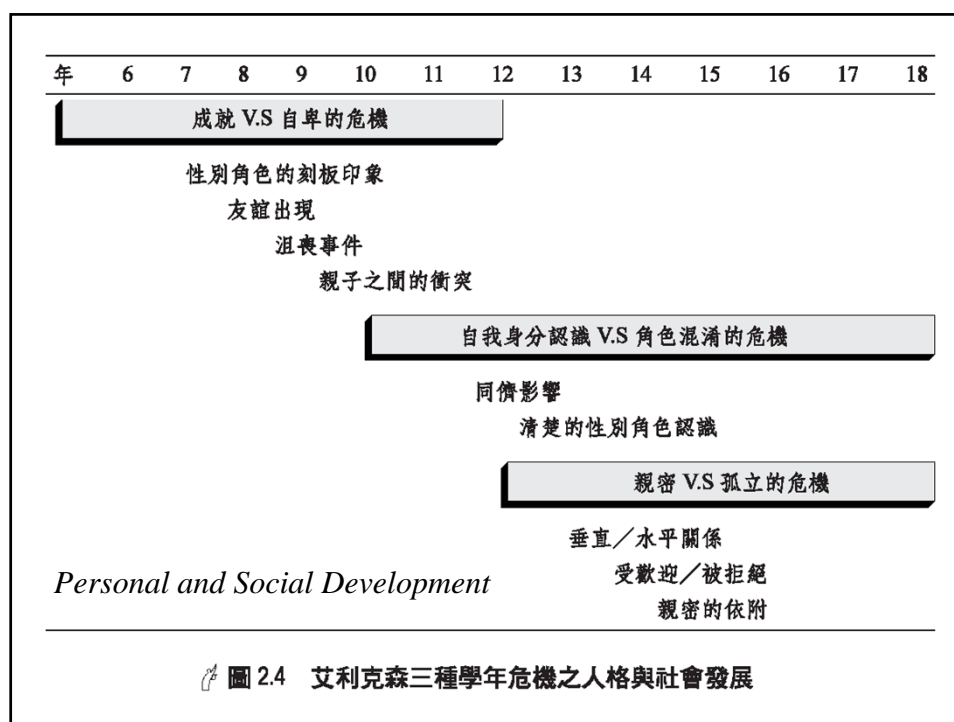 年 6 7 8 9 10 11 12 13 14 15 16 17 18
成就 V.S 自卑的危機
性別角色的刻板印象
友誼出現
沮喪事件
親子之間的衝突
自我身分認識 V.S 角色混淆的危機
同儕影響
清楚的性別角色認識
親密 V.S 孤立的危機
垂直／水平關係
受歡迎／被拒絕
Personal and Social Development
親密的依附
圖 2.4 艾利克森三種學年危機之人格與社會發展